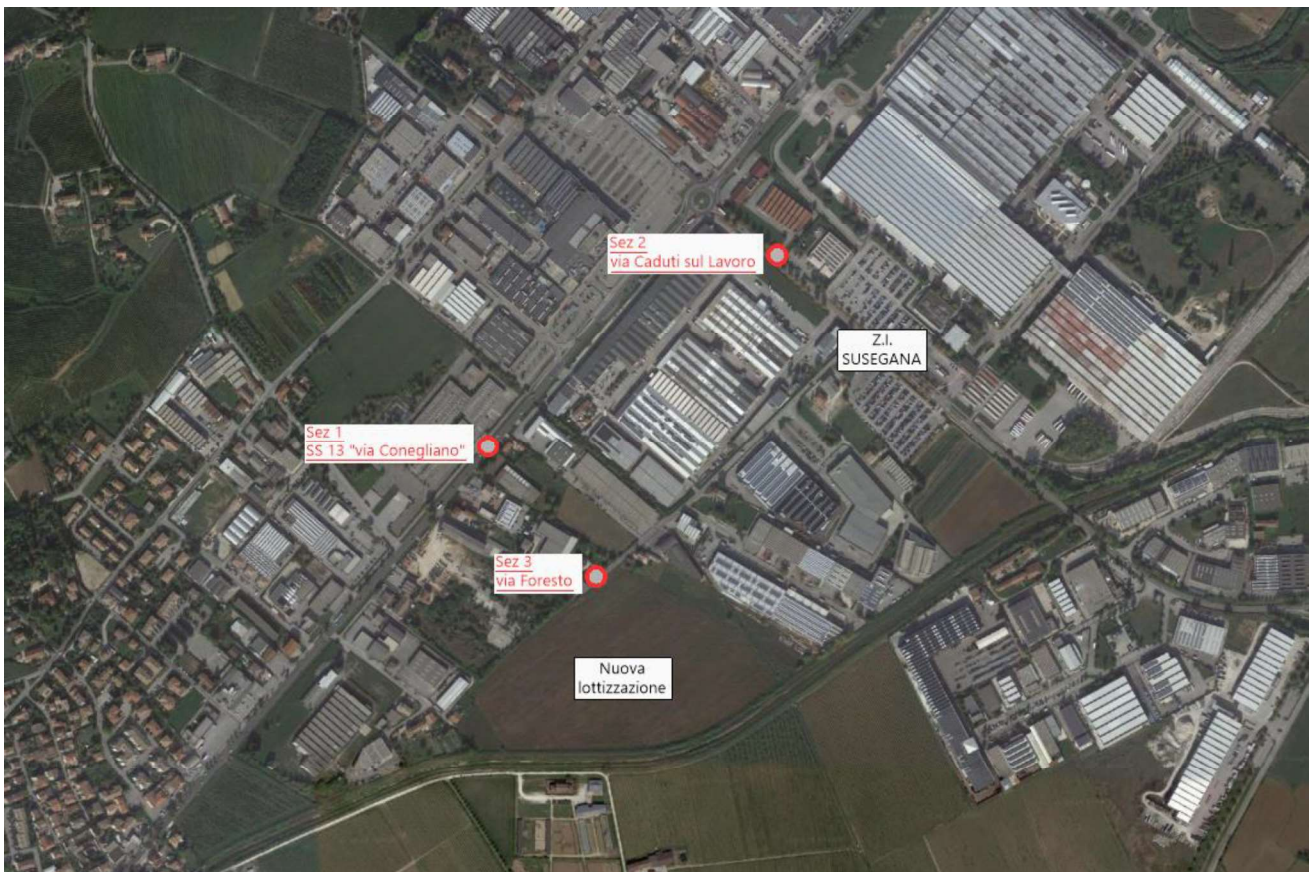 Sez 2
via Caduti sul Lavoro
Z.I.
SUSEGANA
Sez 1
SS 13 "via Conegliano"
Sez 3
via Foresto
Nuova
lottizzazione